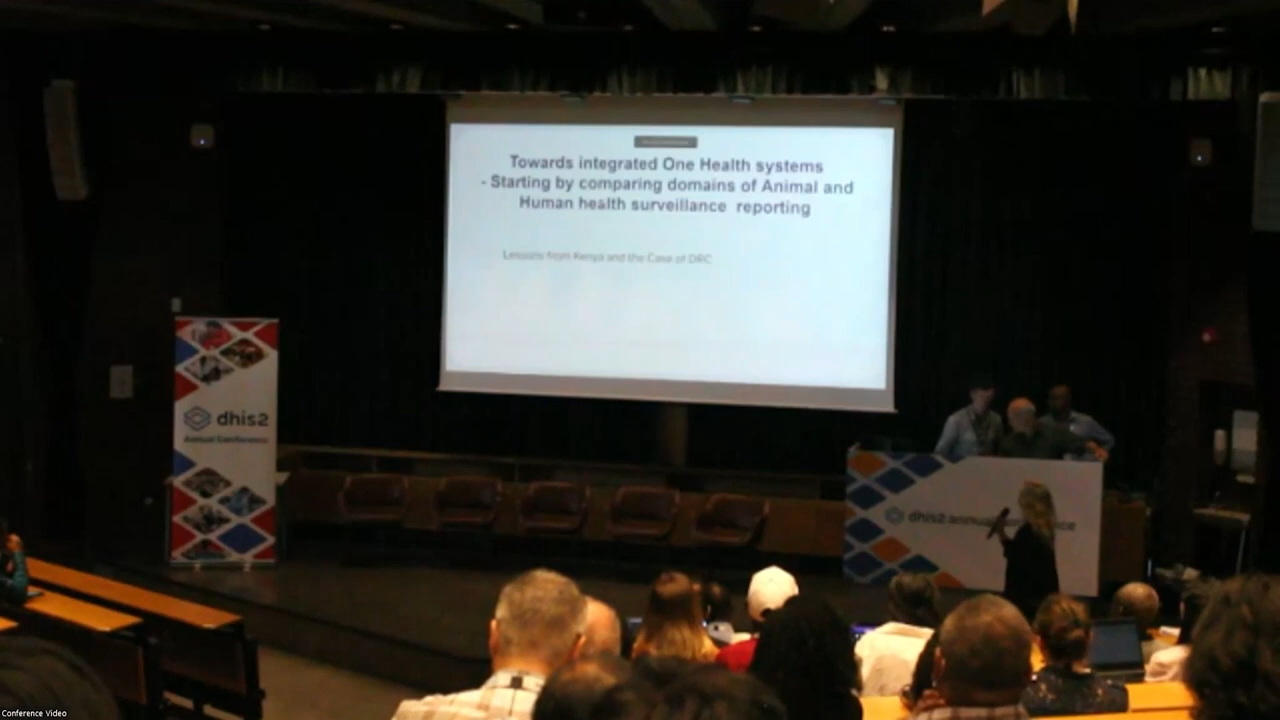 Towards integrated One Health systems
- Starting by comparing domains of Animal and
Human health surveillance reporting
Lessons from Kenya and the Case of DRC
dhis2
Annual Conference
dhis2 annual
Conference Video